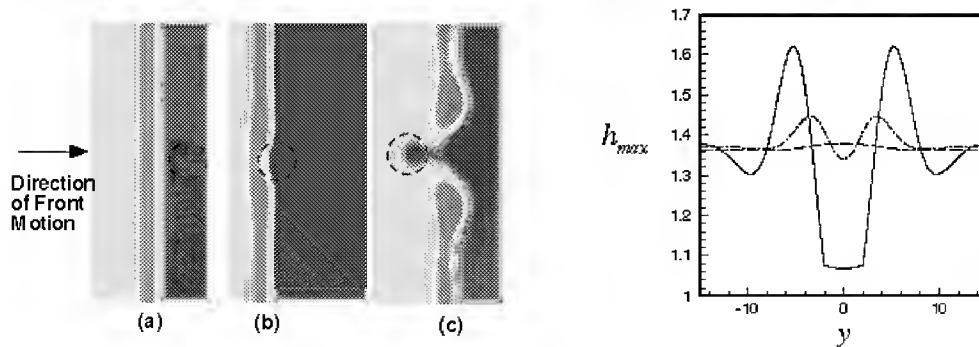 Direction
of Front
Motion
(a)
(b)
(c)
1.7
1.6
1.5
1.4
1.3
1.2
1.1
1
h_max
-10
0
10
y